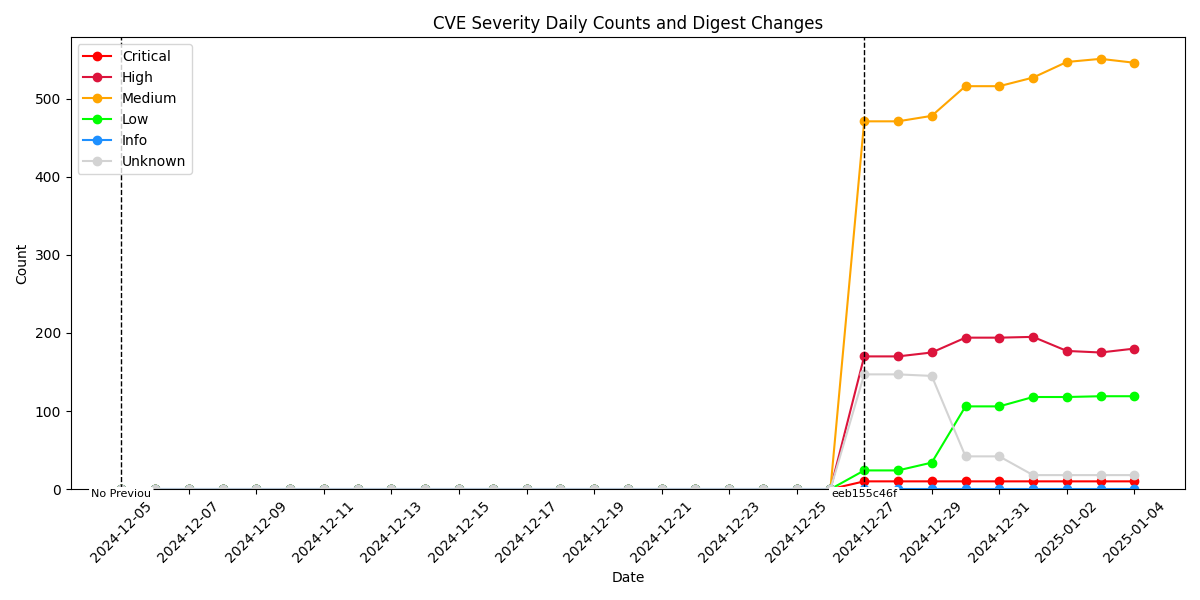 CVE Severity Daily Counts and Digest Changes
Critical
High
Medium
Low
Info
Unknown
Count
500
400
300
200
100
0
No Previou
eeb155c46f
2024-12-05
2024-12-07
2024-12-09
2024-12-11
2024-12-13
2024-12-15
2024-12-17
2024-12-19
2024-12-21
2024-12-23
2024-12-25
2024-12-27
2024-12-29
2024-12-31
2025-01-02
2025-01-04
Date